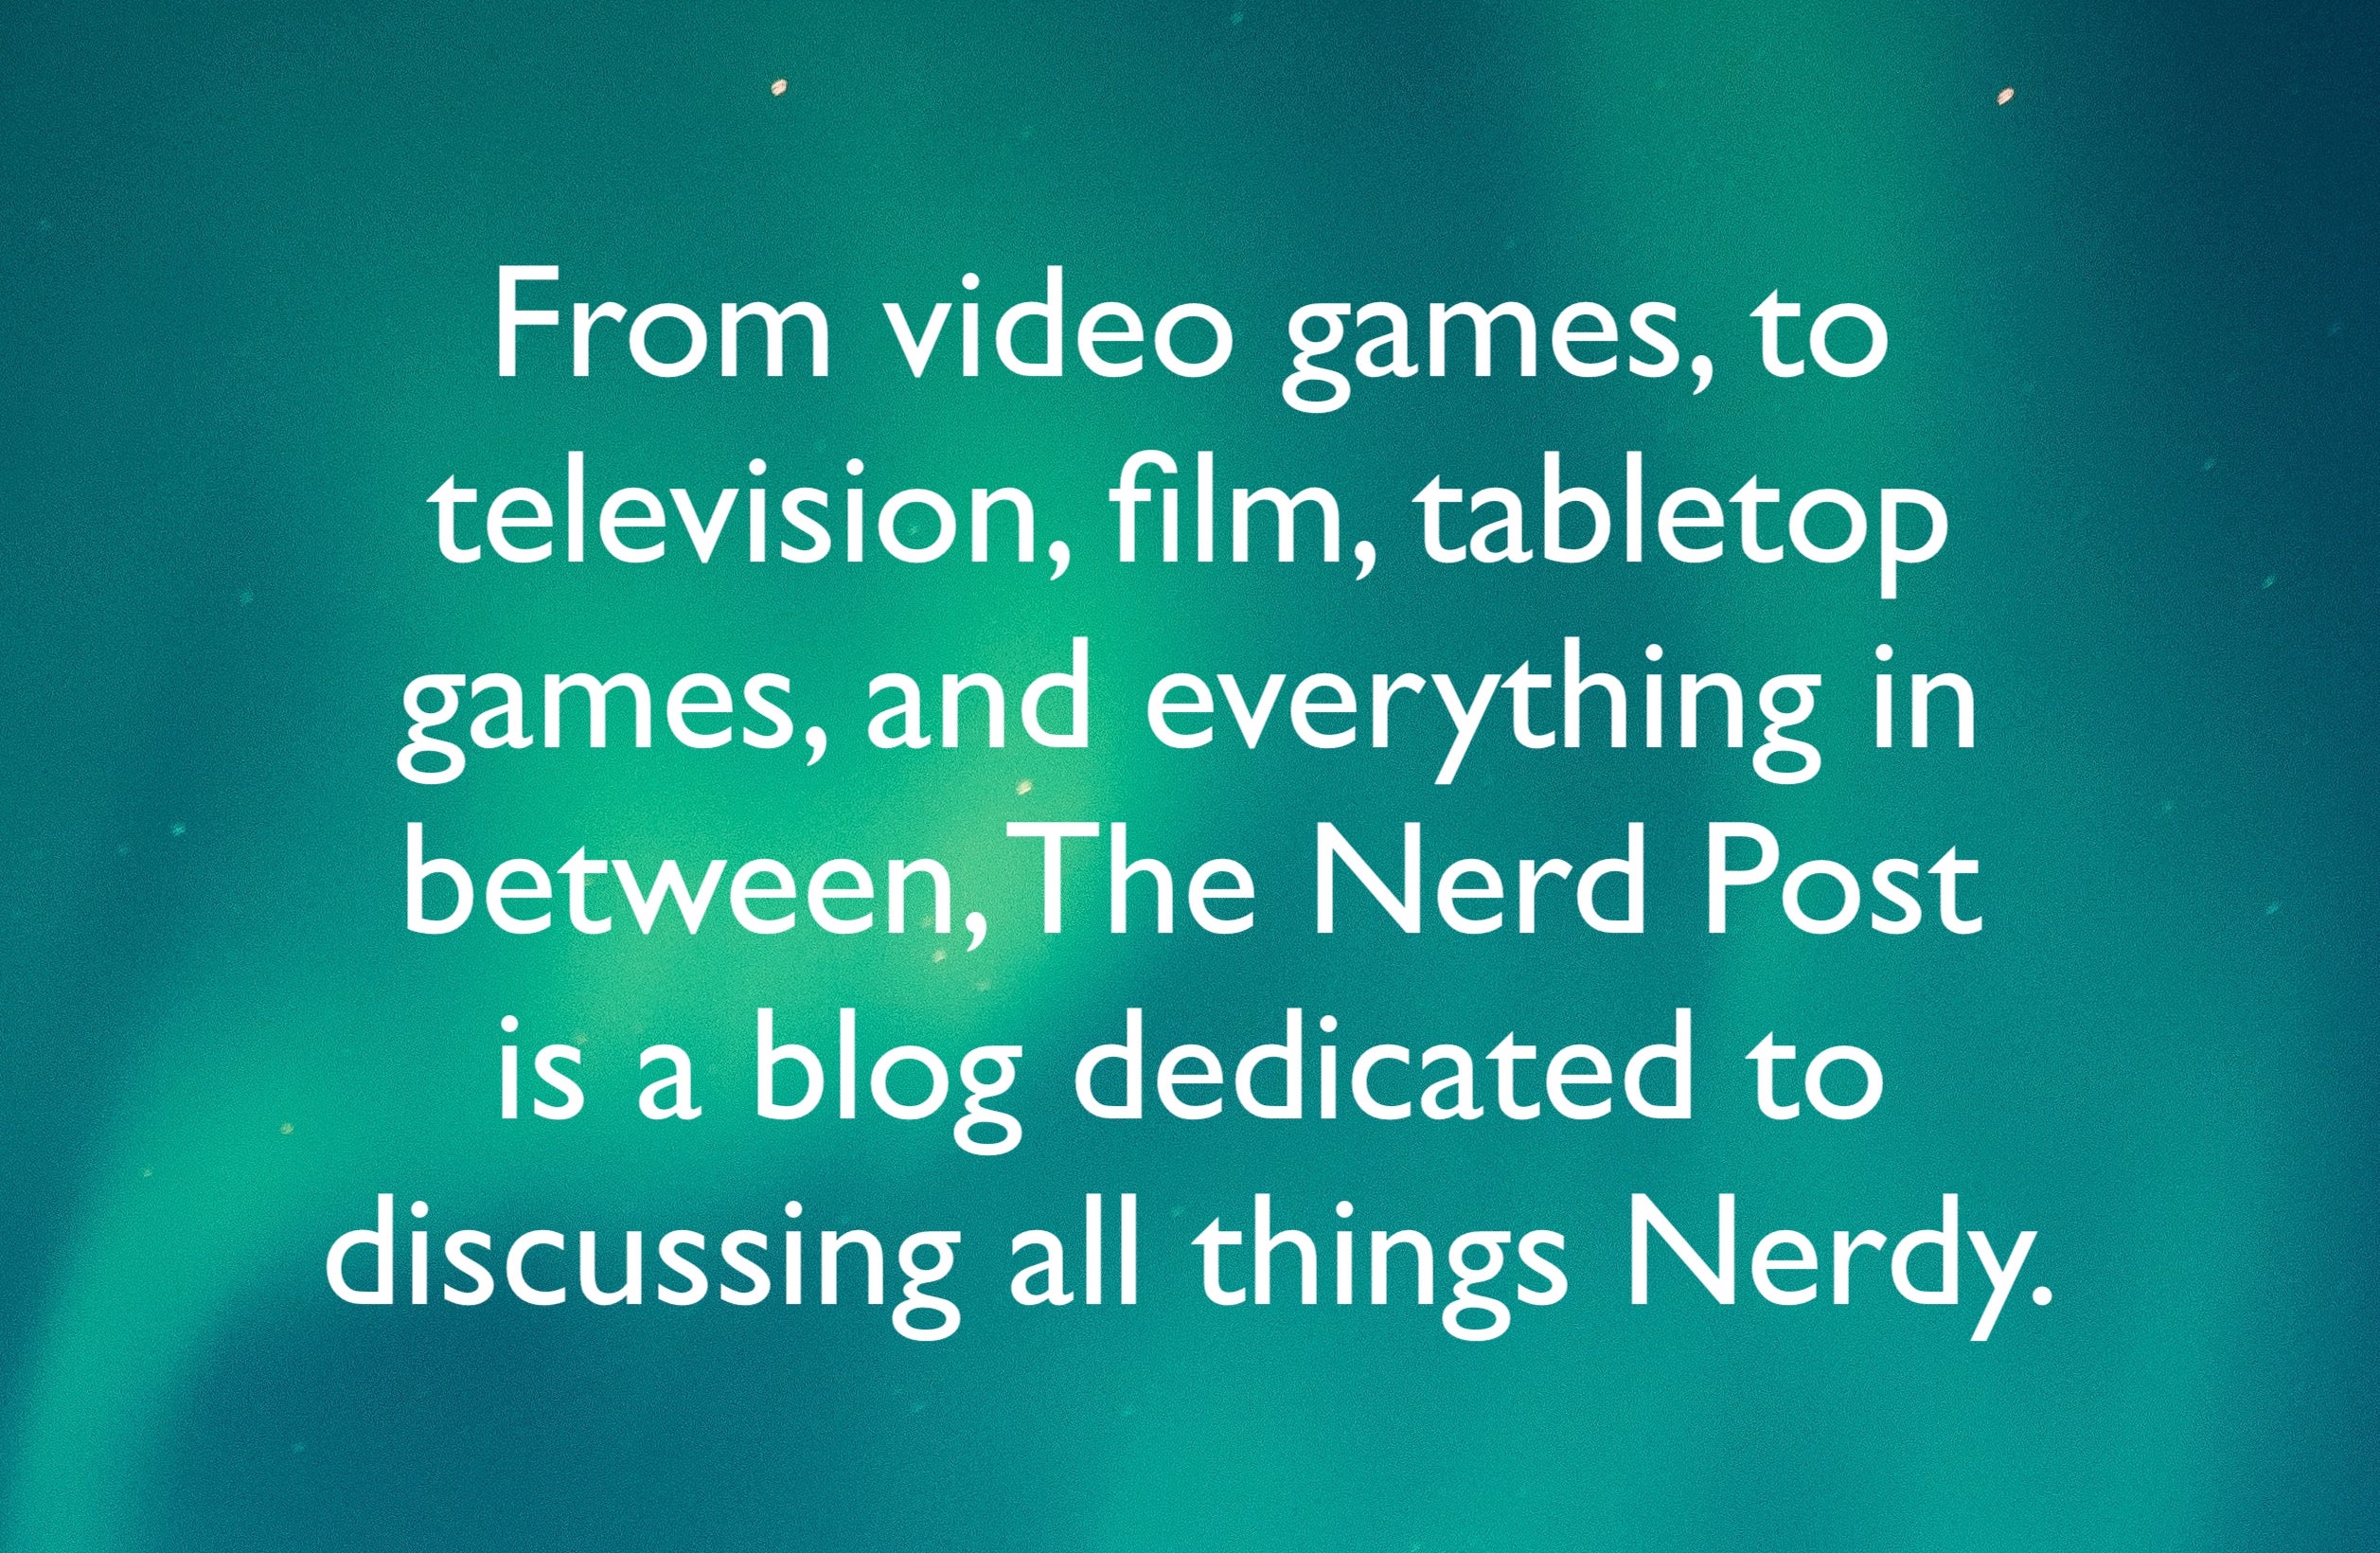 From video games, to
television, film, tabletop
games, and everything in
between, The Nerd Post
is a blog dedicated to
discussing all things Nerdy.